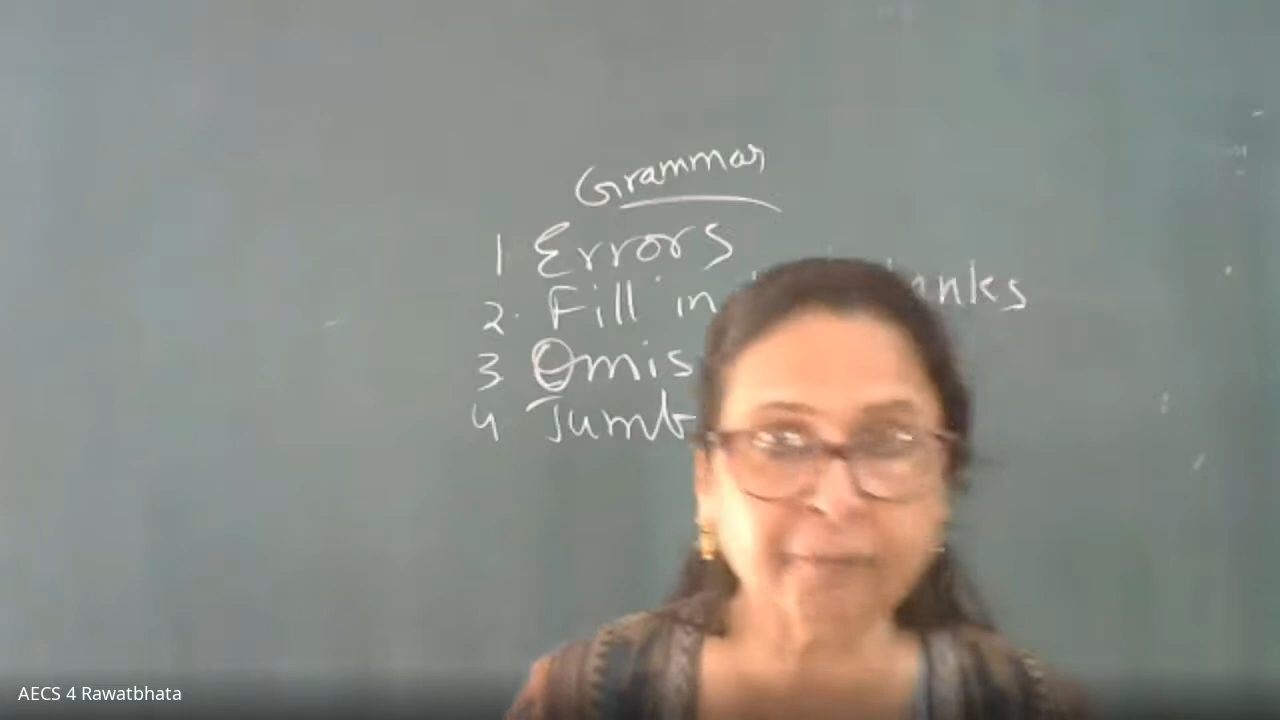 Grammar
1 Errors
2. Fill in
3 Omis
4 Jumb
AECS 4 Rawatbhata